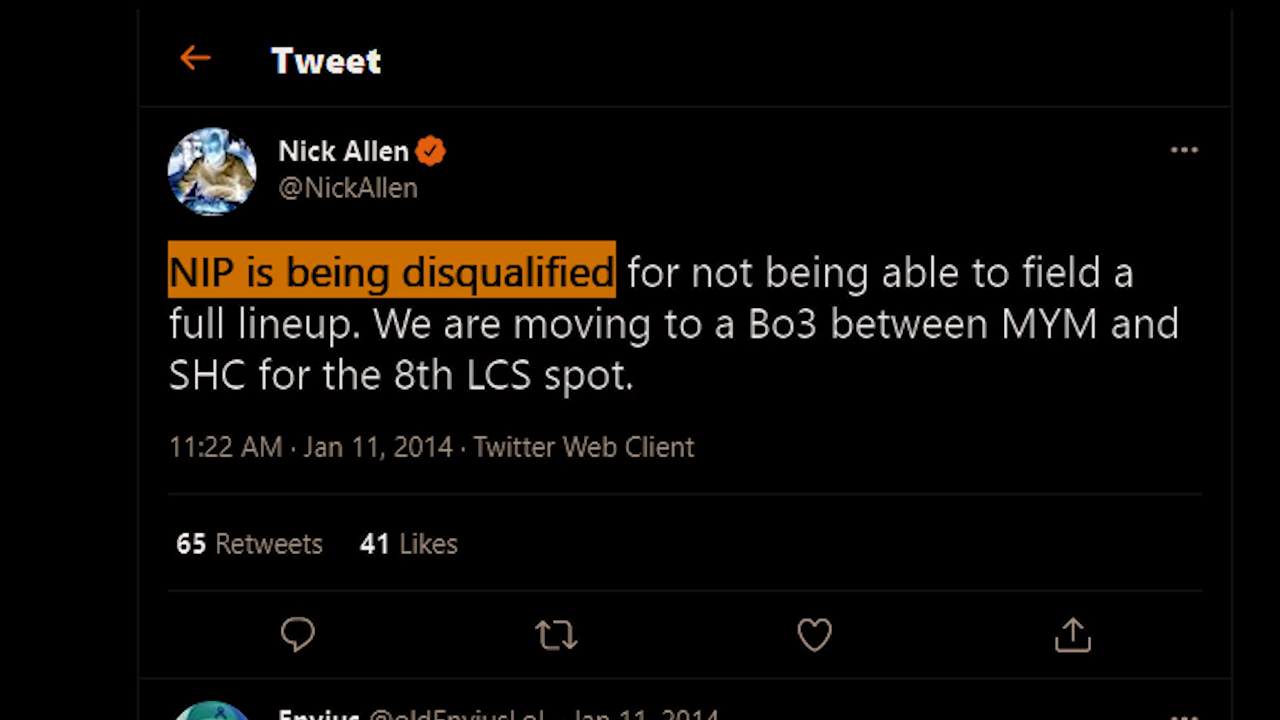 Tweet
Nick Allen
@NickAllen
NIP is being disqualified for not being able to field a
full lineup. We are moving to a Bo3 between MYM and
SHC for the 8th LCS spot.
11:22 AM · Jan 11, 2014 · Twitter Web Client
65 Retweets 41 Likes
Envius @oldEnviusLoL · Jan 11, 2014